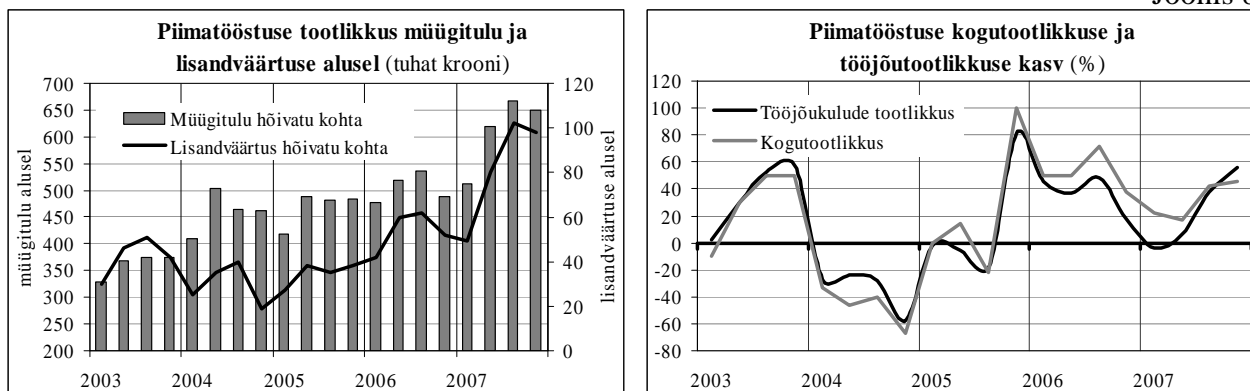 Piimatööstuse tootlikkus müügitulu ja
lisandväärtuse alusel (tuhat krooni)
müügitulu alusel
700
650
600
550
500
450
400
350
300
250
200
Müügitulu hõivatu kohta
Lisandväärtus hõivatu kohta
120
100
80
60
40
20
0
lisandväärtuse alusel
2003 2004 2005 2006 2007
Piimatööstuse kogutootlikkuse ja
tööjõutootlikkuse kasv (%)
120
100
80
60
40
20
0
-20
-40
-60
-80
Tööjõukulude tootlikkus
Kogutootlikkus
2003 2004 2005 2006 2007